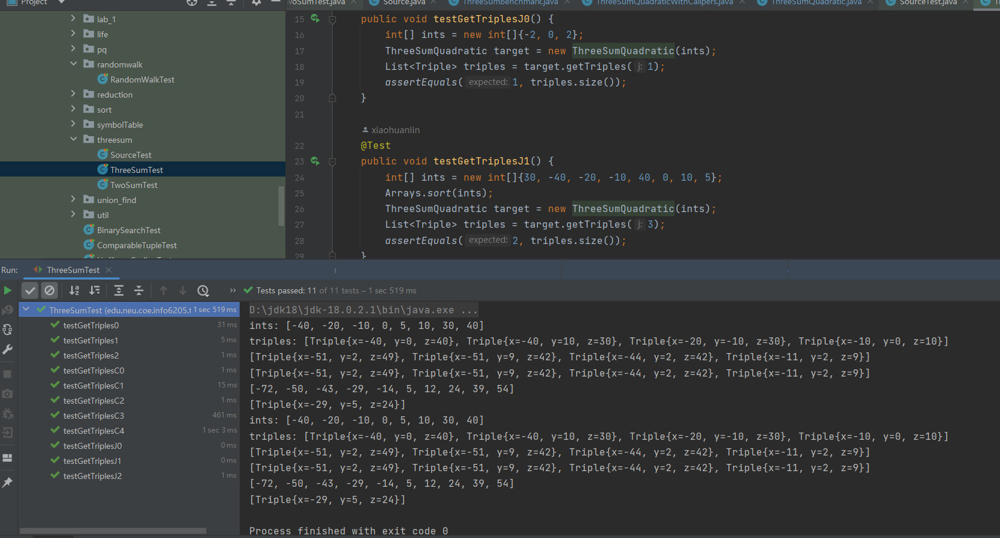 Project
woSumTest.java Source.java ThreeSumBenchmark.java ThreeSumQuadraticWithCalipers.java ThreeSumQuadratic.java SourceTest.java
lab_1
life
pq
randomwalk
RandomWalkTest
reduction
sort
symbolTable
threesum
SourceTest
ThreeSumTest
TwoSumTest
union_find
util
BinarySearchTest
ComparableTupleTest
15 public void testGetTriplesJ0() {
16 int[] ints = new int[]{-2, 0, 2};
17 ThreeSumQuadratic target = new ThreeSumQuadratic(ints);
18 List<Triple> triples = target.getTriples( j: 1);
19 assertEquals( expected: 1, triples.size());
20 }
21
xiaohuanlin
22 @Test
23 public void testGetTriplesJ1() {
24 int[] ints = new int[]{30, -40, -20, -10, 40, 0, 10, 5};
25 Arrays.sort(ints);
26 ThreeSumQuadratic target = new ThreeSumQuadratic(ints);
27 List<Triple> triples = target.getTriples( j: 3);
28 assertEquals( expected: 2, triples.size());
29 }
Run: ThreeSumTest
» Tests passed: 11 of 11 tests – 1 sec 519 ms
ThreeSumTest (edu.neu.coe.info6205.t 1 sec 519 ms
testGetTriples0 31 ms
testGetTriples1 5 ms
testGetTriples2 1 ms
testGetTriplesC0 1 ms
testGetTriplesC1 15 ms
testGetTriplesC2 1 ms
testGetTriplesC3 461 ms
testGetTriplesC4 1 sec 3 ms
testGetTriplesJ0 0 ms
testGetTriplesJ1 0 ms
testGetTriplesJ2 1 ms
D:\jdk18\jdk-18.0.2.1\bin\java.exe ...
ints: [-40, -20, -10, 0, 5, 10, 30, 40]
triples: [Triple{x=-40, y=0, z=40}, Triple{x=-40, y=10, z=30}, Triple{x=-20, y=-10, z=30}, Triple{x=-10, y=0, z=10}]
[Triple{x=-51, y=2, z=49}, Triple{x=-51, y=9, z=42}, Triple{x=-44, y=2, z=42}, Triple{x=-11, y=2, z=9}]
[Triple{x=-51, y=2, z=49}, Triple{x=-51, y=9, z=42}, Triple{x=-44, y=2, z=42}, Triple{x=-11, y=2, z=9}]
[-72, -50, -43, -29, -14, 5, 12, 24, 39, 54]
[Triple{x=-29, y=5, z=24}]
ints: [-40, -20, -10, 0, 5, 10, 30, 40]
triples: [Triple{x=-40, y=0, z=40}, Triple{x=-40, y=10, z=30}, Triple{x=-20, y=-10, z=30}, Triple{x=-10, y=0, z=10}]
[Triple{x=-51, y=2, z=49}, Triple{x=-51, y=9, z=42}, Triple{x=-44, y=2, z=42}, Triple{x=-11, y=2, z=9}]
[Triple{x=-51, y=2, z=49}, Triple{x=-51, y=9, z=42}, Triple{x=-44, y=2, z=42}, Triple{x=-11, y=2, z=9}]
[-72, -50, -43, -29, -14, 5, 12, 24, 39, 54]
[Triple{x=-29, y=5, z=24}]
Process finished with exit code 0